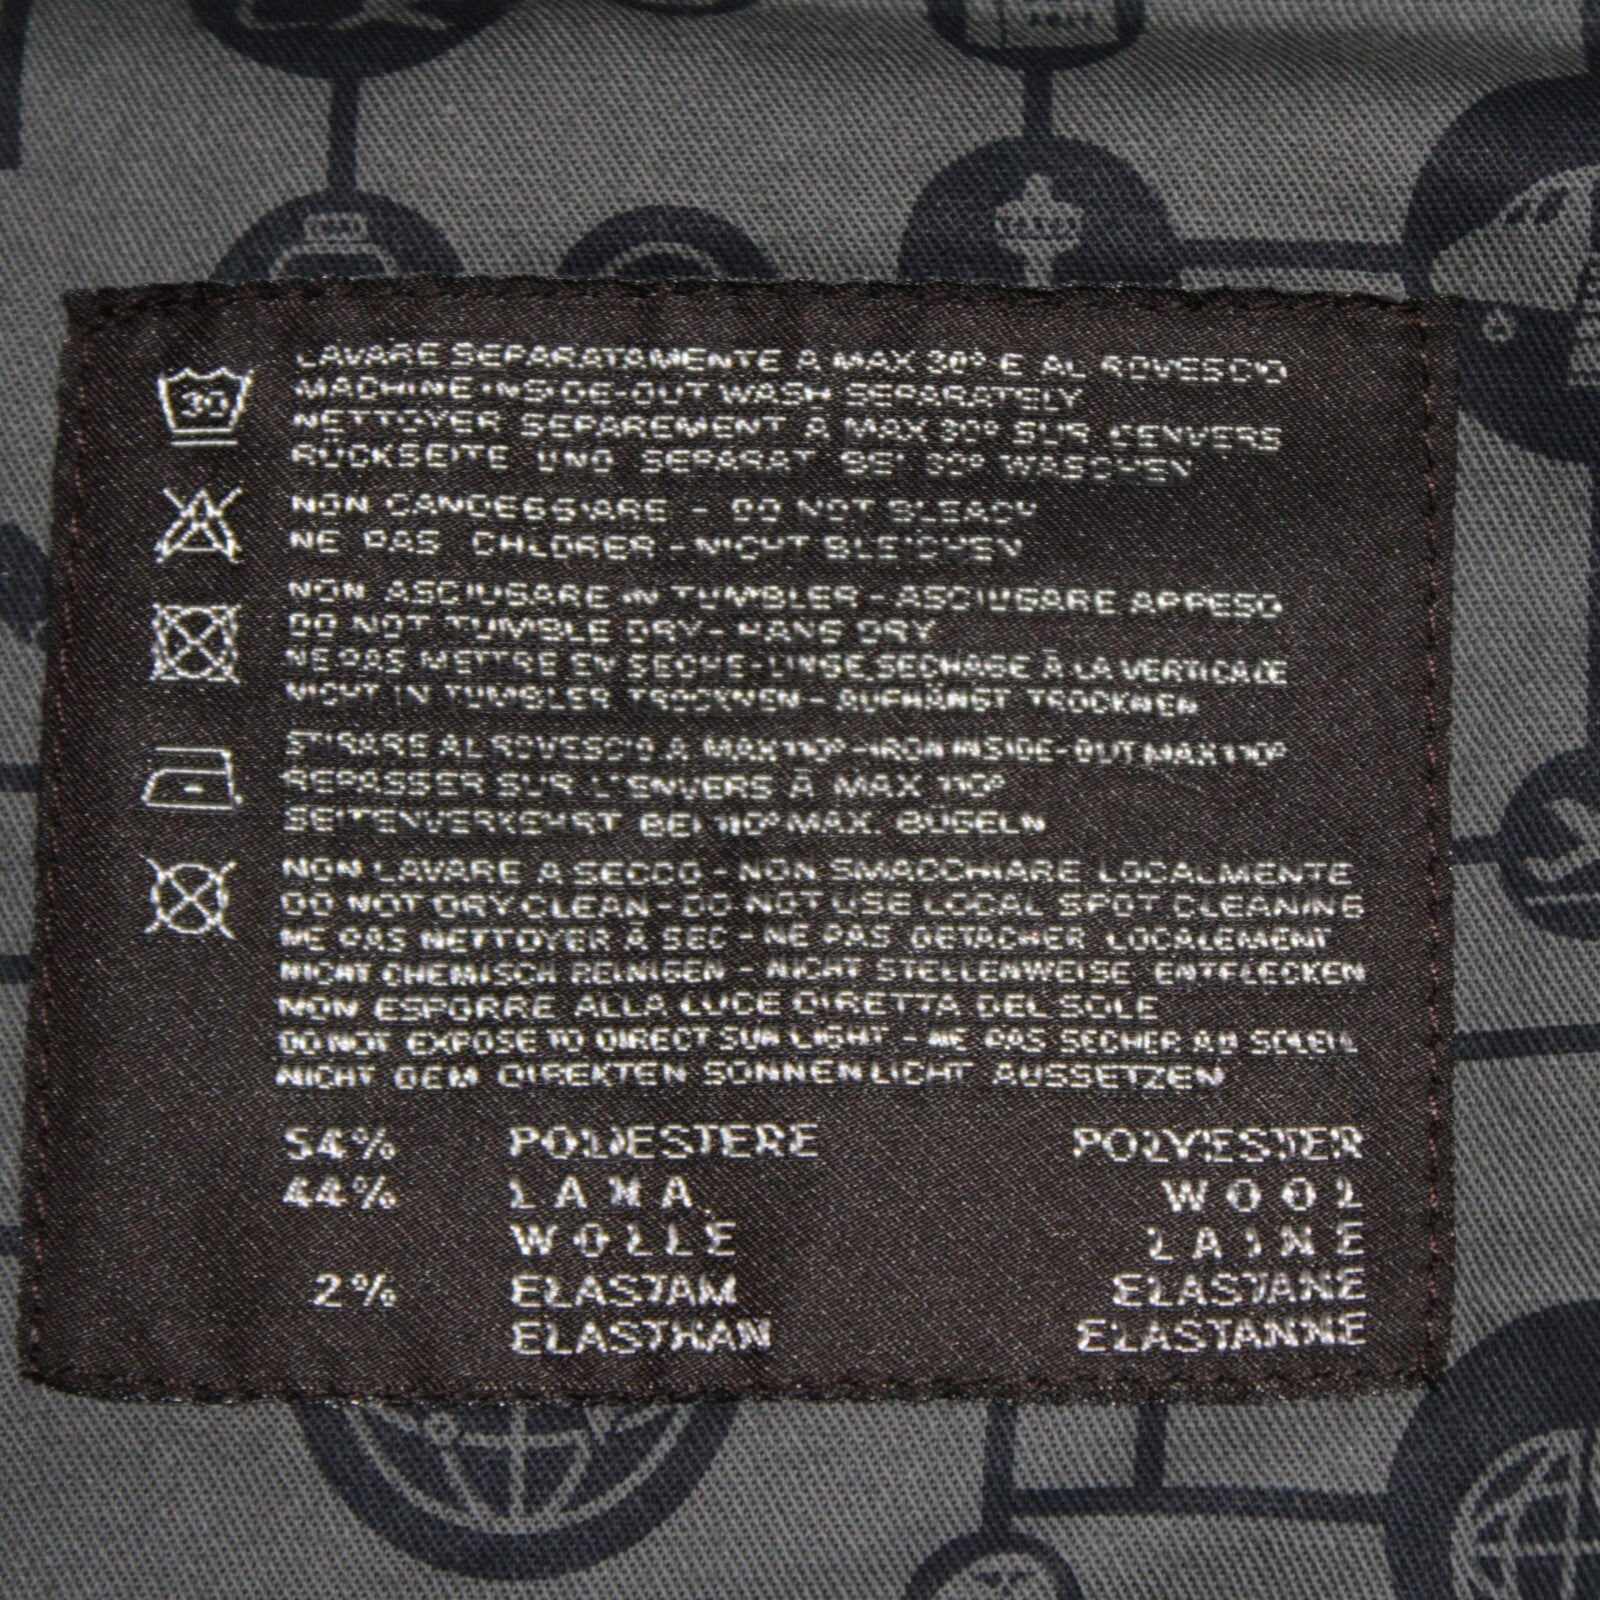 30
LAVARE SEPARATAMENTE A MAX 30° E AL ROVESCIO
MACHINE INSIDE-OUT WASH SEPARATELY
NETTOYER SEPAREMENT À MAX 30° SUR L'ENVERS
RÜCKSEITE UND SEPARAT BEI 30° WASCHEN
NON CANDEGGIARE - DO NOT BLEACH
NE PAS CHLORER - NICHT BLEICHEN
NON ASCIUGARE IN TUMBLER - ASCIUGARE APPESO
DO NOT TUMBLE DRY - HANG DRY
NE PAS METTRE EN SECHE-LINGE, SECHAGE À LA VERTICALE
NICHT IN TUMBLER TROCKNEN - AUFHÄNGT TROCKNEN
STIRARE AL ROVESCIO A MAX 110° - IRON INSIDE-OUT MAX 110°
REPASSER SUR L'ENVERS À MAX 110°
SEITENVERKEHRT BEI 110° MAX. BÜGELN
NON LAVARE A SECCO - NON SMACCHIARE LOCALMENTE
DO NOT DRY CLEAN - DO NOT USE LOCAL SPOT CLEANING
NE PAS NETTOYER À SEC - NE PAS DETACHER LOCALEMENT
NICHT CHEMISCH REINIGEN - NICHT STELLENWEISE ENTFLECKEN
NON ESPORRE ALLA LUCE DIRETTA DEL SOLE
DO NOT EXPOSE TO DIRECT SUN LIGHT - NE PAS SECHER AU SOLEIL
NICHT DEM DIREKTEN SONNENLICHT AUSSETZEN
54% POLIESTERE POLYESTER
44% LANA WOOL
WOLLE LAINE
2% ELASTAM ELASTANE
ELASTHAN ELASTANNE